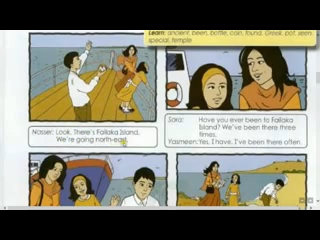 Learn: ancient, been, bottle, coin, found, Greek, pot, seen,
special, temple
Nasser: Look. There's Failaka Island.
We're going north-east.
Sara: Have you ever been to Failaka
Island? We've been there three
times.
Yasmeen: Yes, I have. I've been there often.